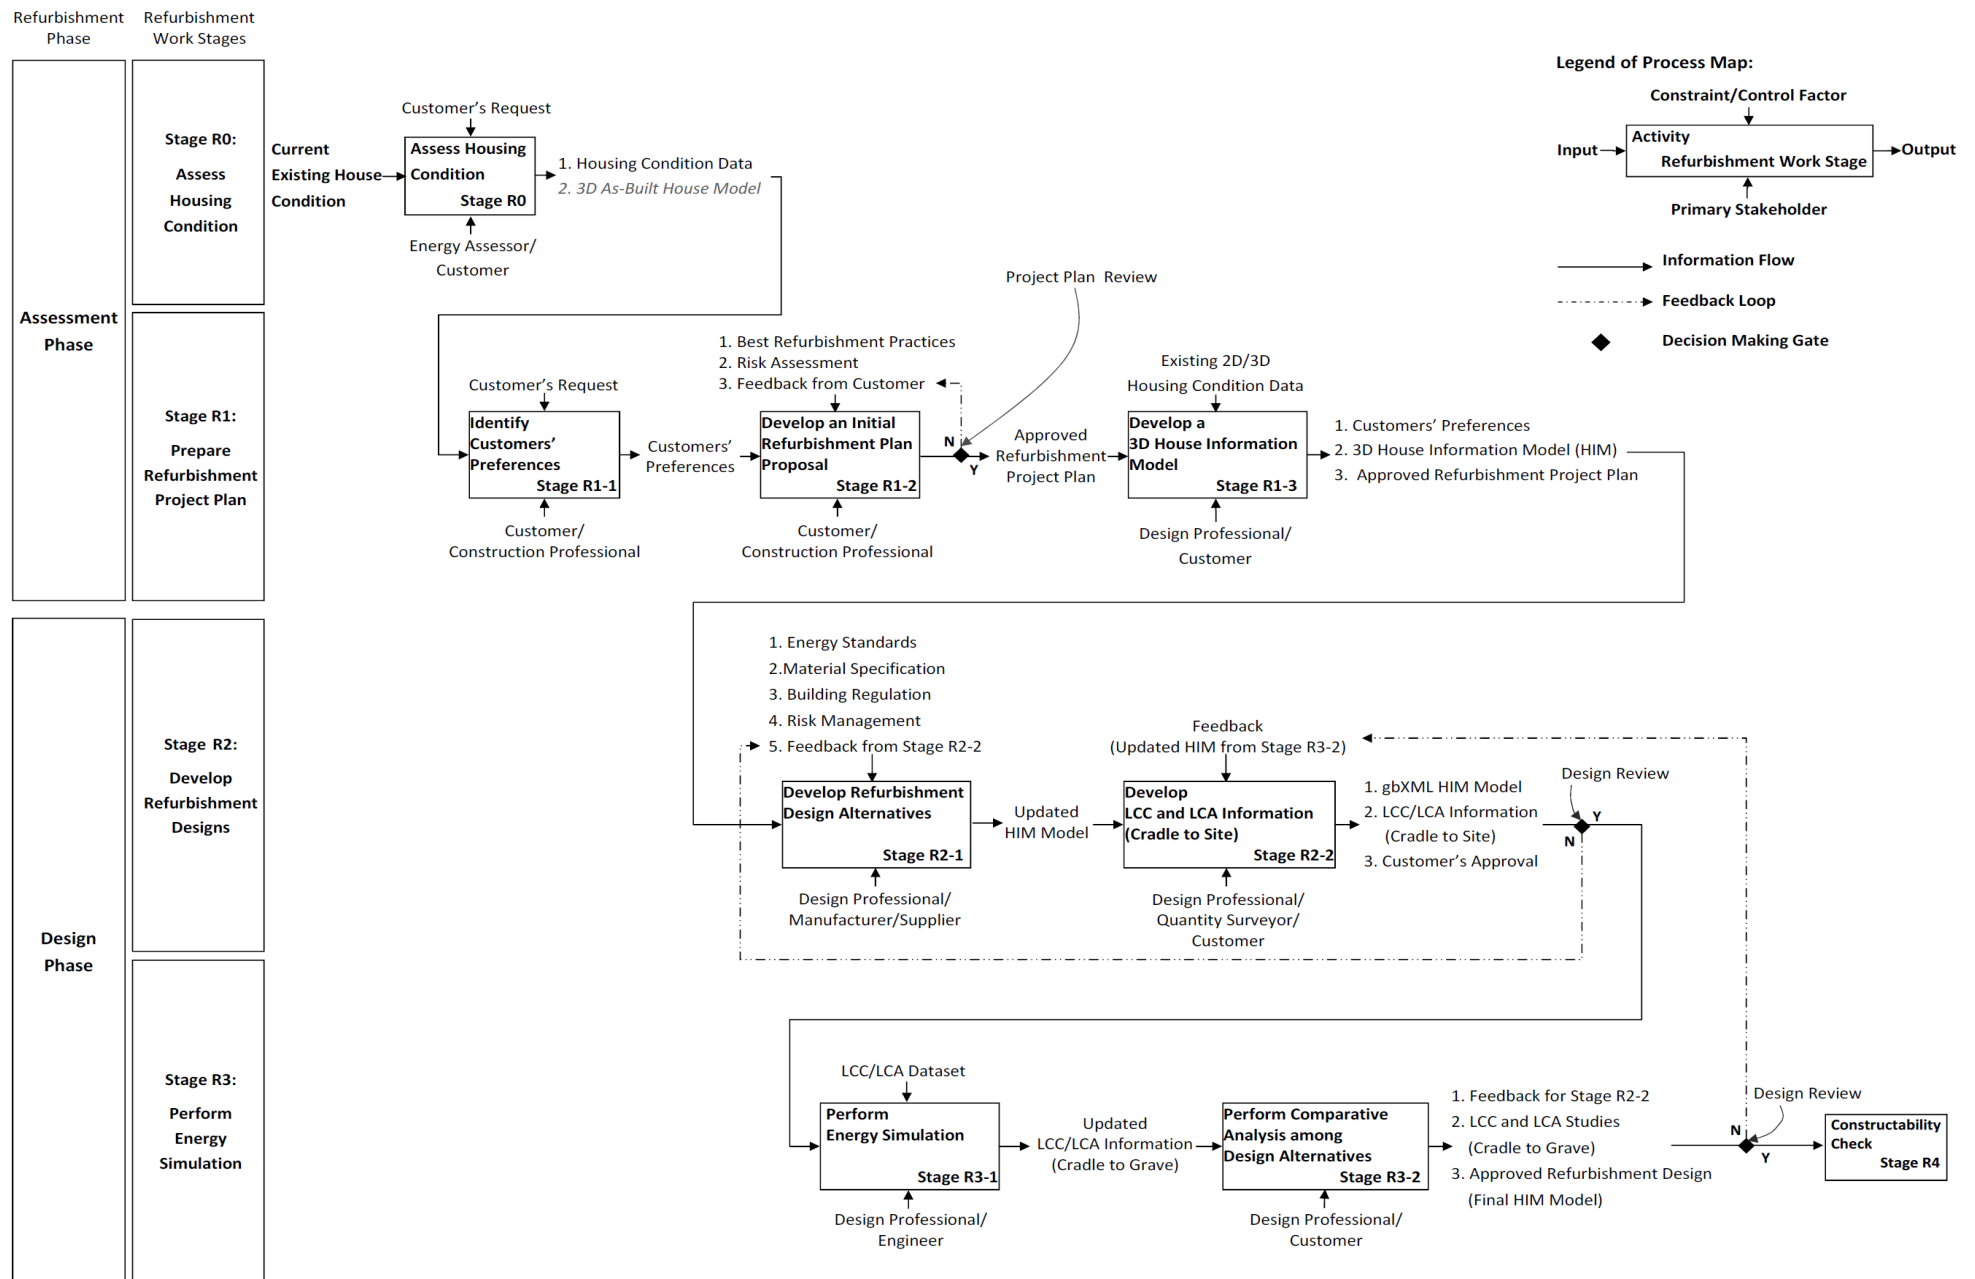 Refurbishment
Phase
Refurbishment
Work Stages
Legend of Process Map:
Constraint/Control Factor
Input
Activity
Refurbishment Work Stage
Output
Primary Stakeholder
Information Flow
Feedback Loop
Decision Making Gate
Assessment
Phase
Stage R0:
Assess
Housing
Condition
Current
Existing House
Condition
Customer's Request
Assess Housing
Condition
Stage R0
Energy Assessor/
Customer
1. Housing Condition Data
2. 3D As-Built House Model
Stage R1:
Prepare
Refurbishment
Project Plan
Customer's Request
Identify
Customers'
Preferences
Stage R1-1
Customer/
Construction Professional
Customers'
Preferences
1. Best Refurbishment Practices
2. Risk Assessment
3. Feedback from Customer
Develop an Initial
Refurbishment Plan
Proposal
Stage R1-2
Customer/
Construction Professional
Project Plan Review
N
Y
Approved
Refurbishment
Project Plan
Existing 2D/3D
Housing Condition Data
Develop a
3D House Information
Model
Stage R1-3
Design Professional/
Customer
1. Customers' Preferences
2. 3D House Information Model (HIM)
3. Approved Refurbishment Project Plan
Design
Phase
Stage R2:
Develop
Refurbishment
Designs
1. Energy Standards
2.Material Specification
3. Building Regulation
4. Risk Management
5. Feedback from Stage R2-2
Develop Refurbishment
Design Alternatives
Stage R2-1
Design Professional/
Manufacturer/Supplier
Updated
HIM Model
Feedback
(Updated HIM from Stage R3-2)
Develop
LCC and LCA Information
(Cradle to Site)
Stage R2-2
Design Professional/
Quantity Surveyor/
Customer
1. gbXML HIM Model
2. LCC/LCA Information
(Cradle to Site)
3. Customer's Approval
Design Review
Y
N
Stage R3:
Perform
Energy
Simulation
LCC/LCA Dataset
Perform
Energy Simulation
Stage R3-1
Design Professional/
Engineer
Updated
LCC/LCA Information
(Cradle to Grave)
Perform Comparative
Analysis among
Design Alternatives
Stage R3-2
Design Professional/
Customer
1. Feedback for Stage R2-2
2. LCC and LCA Studies
(Cradle to Grave)
3. Approved Refurbishment Design
(Final HIM Model)
Design Review
N
Y
Constructability
Check
Stage R4